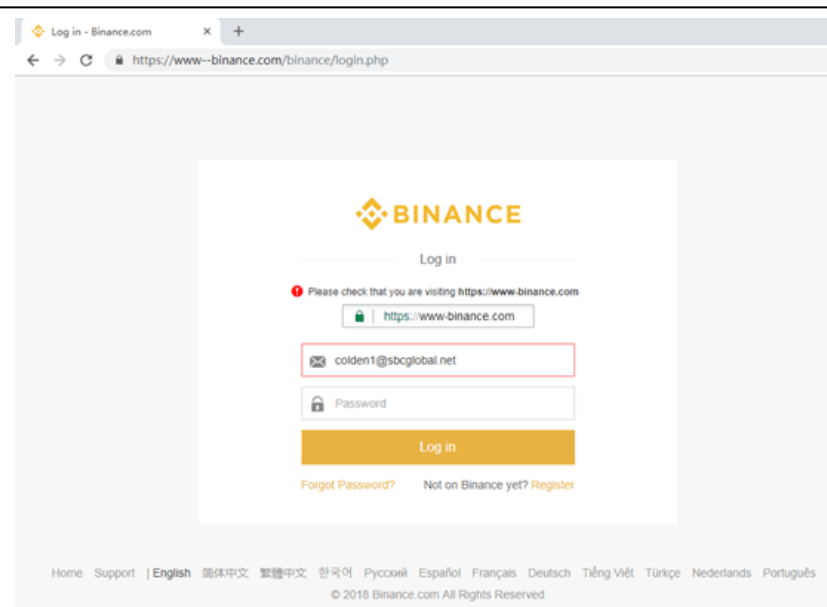 Log in - Binance.com
https://www--binance.com/binance/login.php
BINANCE
Log in
Please check that you are visiting https://www-binance.com
https://www-binance.com
colden1@sbcglobal.net
Password
Log in
Forgot Password? Not on Binance yet? Register
Home Support | English 简体中文 繁體中文 한국어 Русский Español Français Deutsch Tiếng Việt Türkçe Nederlands Português
© 2018 Binance.com All Rights Reserved